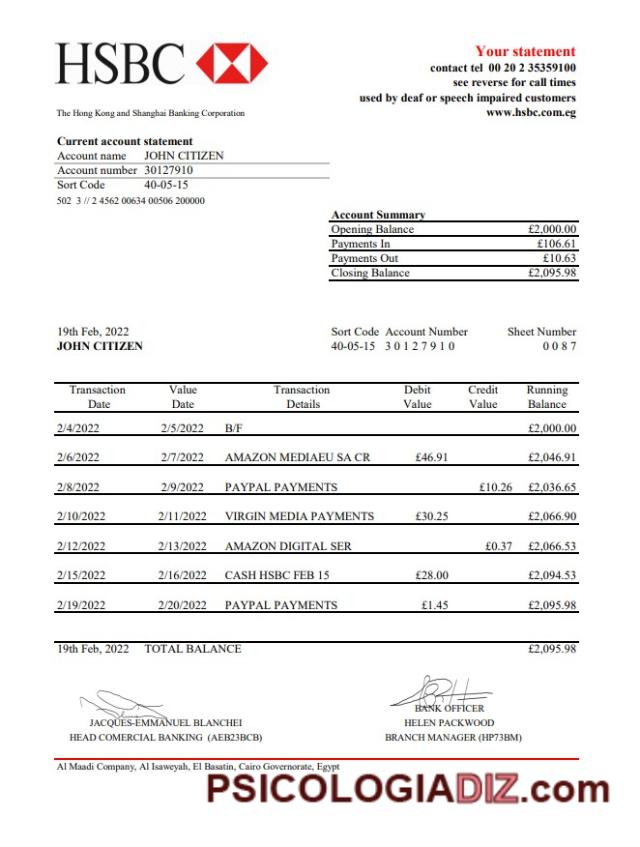 HSBC
Your statement
contact tel 00 20 2 35359100
see reverse for call times
used by deaf or speech impaired customers
www.hsbc.com.eg
The Hong Kong and Shanghai Banking Corporation
Current account statement
Account name JOHN CITIZEN
Account number 30127910
Sort Code 40-05-15
502 3 // 2 4562 00634 00506 200000
Account Summary
Opening Balance £2,000.00
Payments In £106.61
Payments Out £10.63
Closing Balance £2,095.98
19th Feb, 2022 Sort Code Account Number Sheet Number
JOHN CITIZEN 40-05-15 3 0 1 2 7 9 1 0 0 0 8 7
Transaction Value Transaction Debit Credit Running
Date Date Details Value Value Balance
2/4/2022 2/5/2022 B/F £2,000.00
2/6/2022 2/7/2022 AMAZON MEDIAEU SA CR £46.91 £2,046.91
2/8/2022 2/9/2022 PAYPAL PAYMENTS £10.26 £2,036.65
2/10/2022 2/11/2022 VIRGIN MEDIA PAYMENTS £30.25 £2,066.90
2/12/2022 2/13/2022 AMAZON DIGITAL SER £0.37 £2,066.53
2/15/2022 2/16/2022 CASH HSBC FEB 15 £28.00 £2,094.53
2/19/2022 2/20/2022 PAYPAL PAYMENTS £1.45 £2,095.98
19th Feb, 2022 TOTAL BALANCE £2,095.98
BANK OFFICER
JACQUES-EMMANUEL BLANCHEI HELEN PACKWOOD
HEAD COMERCIAL BANKING (AEB23BCB) BRANCH MANAGER (HP73BM)
Al Maadi Company, Al Isaweyah, El Basatin, Cairo Governorate, Egypt
PSICOLOGIADIZ.com